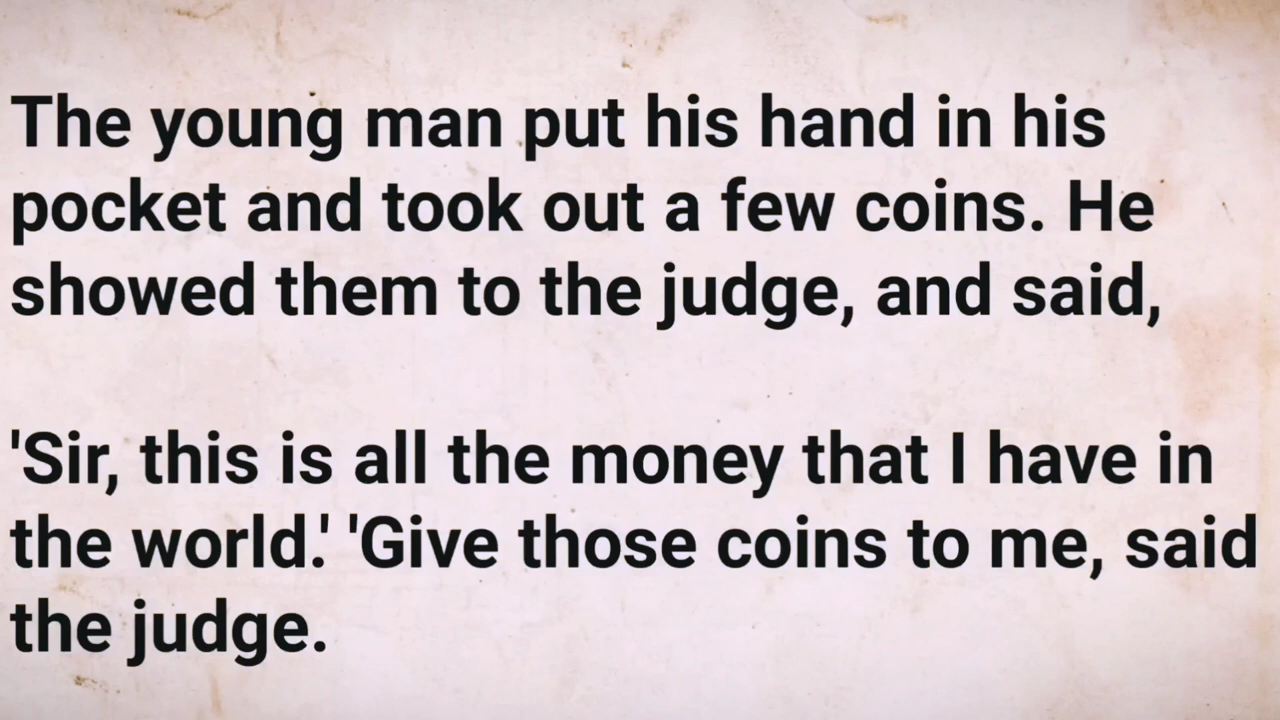 The young man put his hand in his
pocket and took out a few coins. He
showed them to the judge, and said,
'Sir, this is all the money that I have in
the world.' 'Give those coins to me, said
the judge.